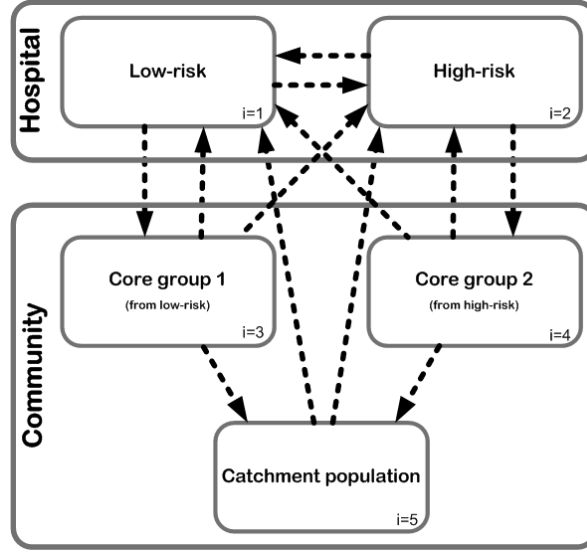 Hospital
Low-risk
i=1
High-risk
i=2
Community
Core group 1
(from low-risk)
i=3
Core group 2
(from high-risk)
i=4
Catchment population
i=5